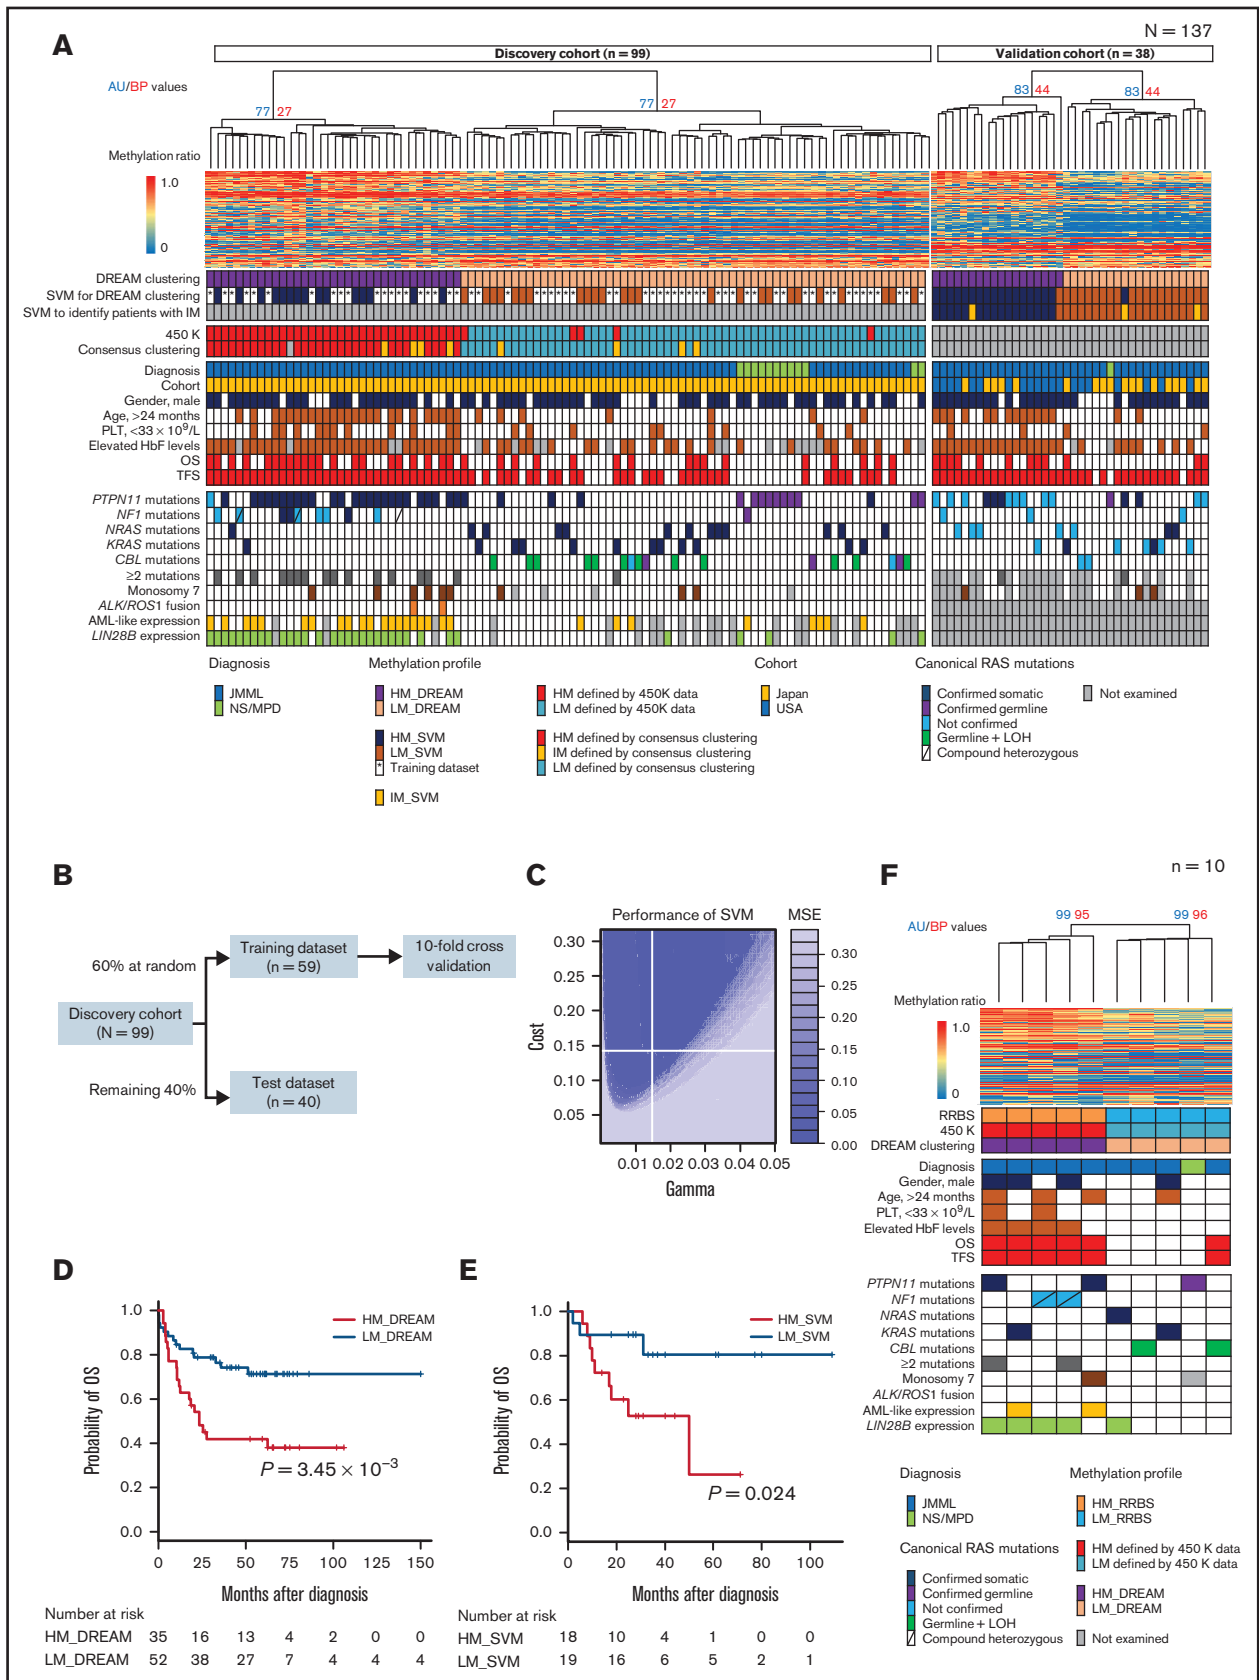 A
N = 137
Discovery cohort (n = 99)
Validation cohort (n = 38)
AU/BP values
77 27
77 27
83 44
83 44
Methylation ratio
1.0
0
DREAM clustering
SVM for DREAM clustering
SVM to identify patients with IM
450 K
Consensus clustering
Diagnosis
Cohort
Gender, male
Age, >24 months
PLT, <33 × 10⁹/L
Elevated HbF levels
OS
TFS
PTPN11 mutations
NF1 mutations
NRAS mutations
KRAS mutations
CBL mutations
≥2 mutations
Monosomy 7
ALK/ROS1 fusion
AML-like expression
LIN28B expression
Diagnosis
JMML
NS/MPD
Methylation profile
HM_DREAM
LM_DREAM
HM_SVM
LM_SVM
* Training dataset
IM_SVM
HM defined by 450K data
LM defined by 450K data
HM defined by consensus clustering
IM defined by consensus clustering
LM defined by consensus clustering
Cohort
Japan
USA
Canonical RAS mutations
Confirmed somatic
Confirmed germline
Not confirmed
Germline + LOH
Compound heterozygous
Not examined
B
Discovery cohort
(N = 99)
60% at random
Remaining 40%
Training dataset
(n = 59)
10-fold cross
validation
Test dataset
(n = 40)
C
Performance of SVM
MSE
Cost
0.30
0.25
0.20
0.15
0.10
0.05
0.01 0.02 0.03 0.04 0.05
Gamma
0.30
0.25
0.20
0.15
0.10
0.05
0.00
D
Probability of OS
1.0
0.8
0.6
0.4
0.2
0.0
HM_DREAM
LM_DREAM
P = 3.45 × 10⁻³
0 25 50 75 100 125 150
Months after diagnosis
Number at risk
HM_DREAM 35 16 13 4 2 0 0
LM_DREAM 52 38 27 7 4 4 4
E
Probability of OS
1.0
0.8
0.6
0.4
0.2
0.0
HM_SVM
LM_SVM
P = 0.024
0 20 40 60 80 100
Months after diagnosis
Number at risk
HM_SVM 18 10 4 1 0 0
LM_SVM 19 16 6 5 2 1
F
n = 10
AU/BP values
99 95
99 96
Methylation ratio
1.0
0
RRBS
450 K
DREAM clustering
Diagnosis
Gender, male
Age, >24 months
PLT, <33 × 10⁹/L
Elevated HbF levels
OS
TFS
PTPN11 mutations
NF1 mutations
NRAS mutations
KRAS mutations
CBL mutations
≥2 mutations
Monosomy 7
ALK/ROS1 fusion
AML-like expression
LIN28B expression
Diagnosis
JMML
NS/MPD
Canonical RAS mutations
Confirmed somatic
Confirmed germline
Not confirmed
Germline + LOH
Compound heterozygous
Methylation profile
HM_RRBS
LM_RRBS
HM defined by 450 K data
LM defined by 450 K data
HM_DREAM
LM_DREAM
Not examined